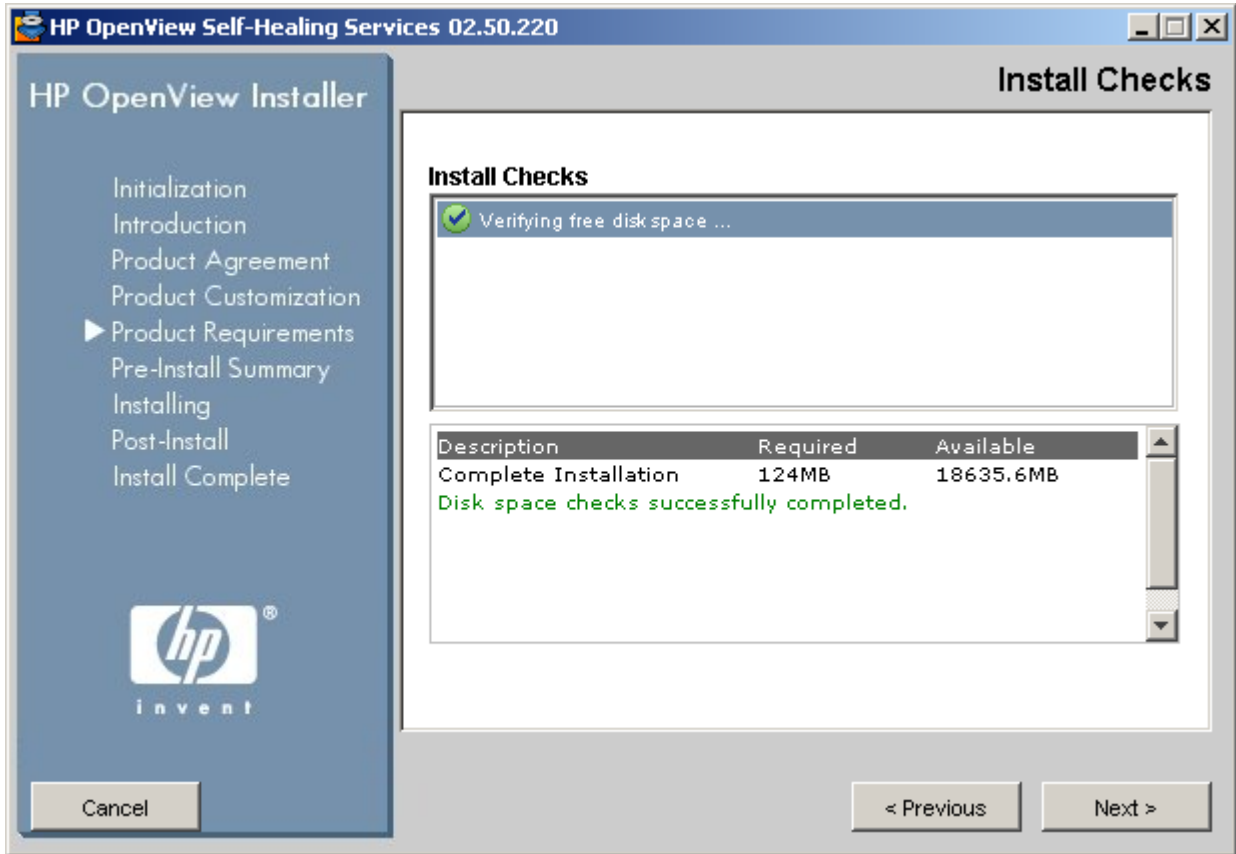 HP OpenView Self-Healing Services 02.50.220
HP OpenView Installer
Initialization
Introduction
Product Agreement
Product Customization
Product Requirements
Pre-Install Summary
Installing
Post-Install
Install Complete
hp®
invent
Cancel
Install Checks
Install Checks
Verifying free disk space ...
Description Required Available
Complete Installation 124MB 18635.6MB
Disk space checks successfully completed.
< Previous
Next >